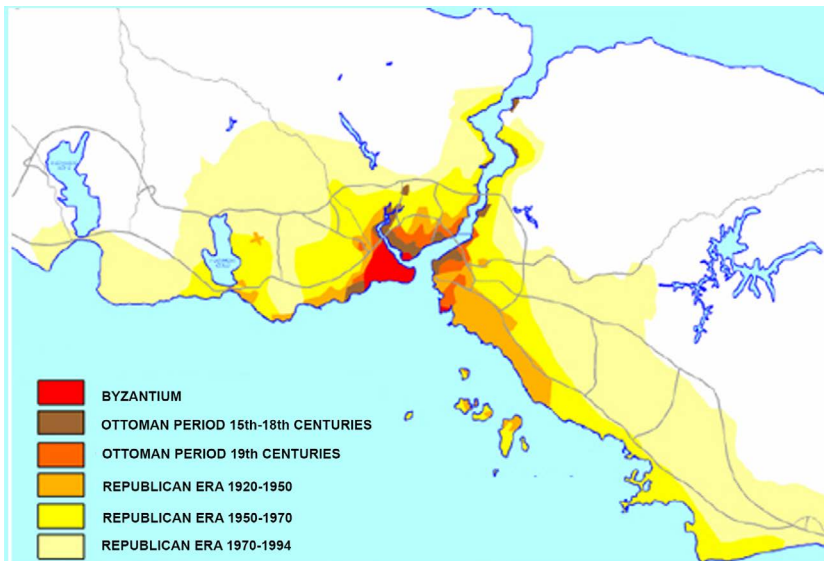 BYZANTIUM
OTTOMAN PERIOD 15th-18th CENTURIES
OTTOMAN PERIOD 19th CENTURIES
REPUBLICAN ERA 1920-1950
REPUBLICAN ERA 1950-1970
REPUBLICAN ERA 1970-1994